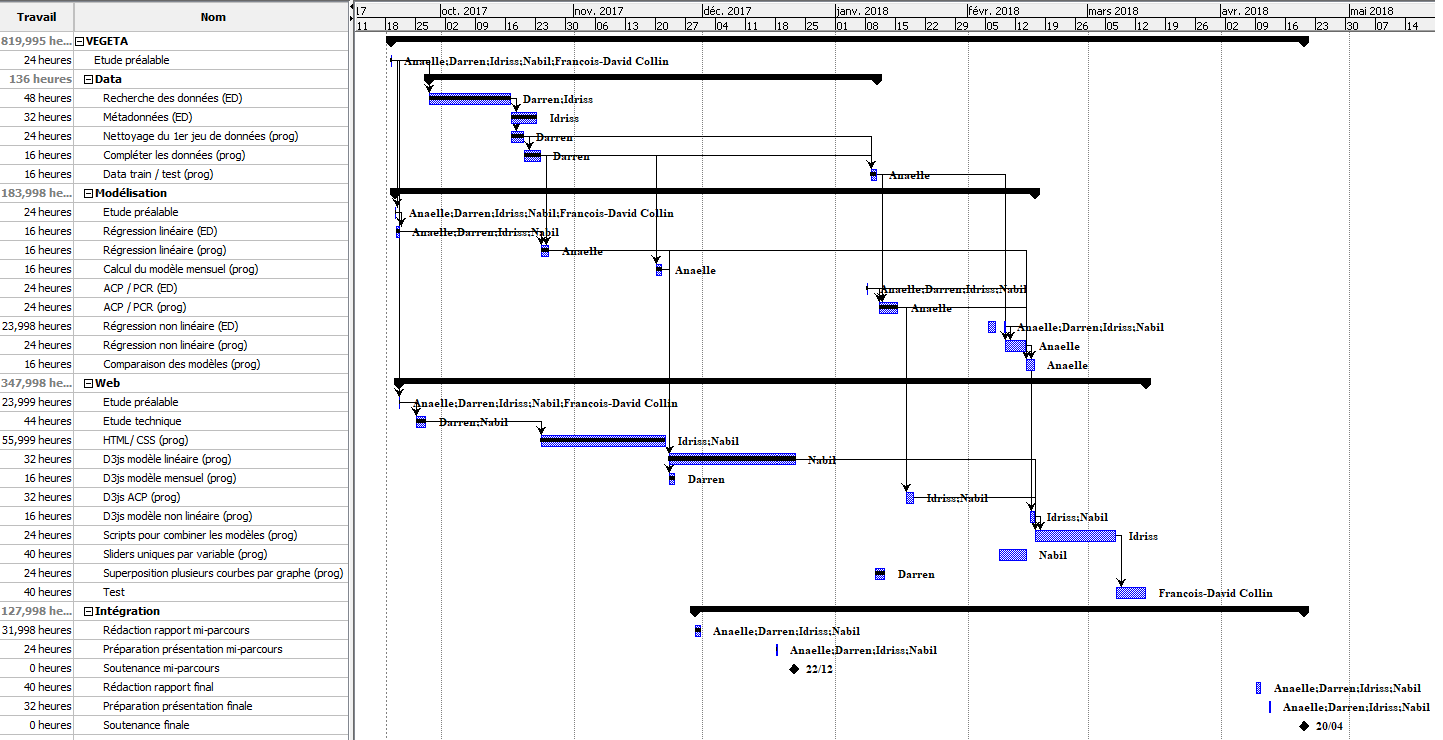 Travail Nom 17 oct. 2017 nov. 2017 déc. 2017 janv. 2018 févr. 2018 mars 2018 avr. 2018 mai 2018
11 18 25 02 09 16 23 30 06 13 20 27 04 11 18 25 01 08 15 22 29 05 12 19 26 05 12 19 26 02 09 16 23 30 07 14
819,995 he... VEGETA
24 heures Etude préalable Anaelle;Darren;Idriss;Nabil;Francois-David Collin
136 heures Data
48 heures Recherche des données (ED) Darren;Idriss
32 heures Métadonnées (ED) Idriss
24 heures Nettoyage du 1er jeu de données (prog) Darren
16 heures Compléter les données (prog) Darren
16 heures Data train / test (prog) Anaelle
183,998 he... Modélisation
24 heures Etude préalable Anaelle;Darren;Idriss;Nabil;Francois-David Collin
16 heures Régression linéaire (ED) Anaelle;Darren;Idriss;Nabil
16 heures Régression linéaire (prog) Anaelle
16 heures Calcul du modèle mensuel (prog) Anaelle
24 heures ACP / PCR (ED) Anaelle;Darren;Idriss;Nabil
24 heures ACP / PCR (prog) Anaelle
23,998 heures Régression non linéaire (ED) Anaelle;Darren;Idriss;Nabil
24 heures Régression non linéaire (prog) Anaelle
16 heures Comparaison des modèles (prog) Anaelle
347,998 he... Web
23,999 heures Etude préalable Anaelle;Darren;Idriss;Nabil;Francois-David Collin
44 heures Etude technique Darren;Nabil
55,999 heures HTML/ CSS (prog) Idriss;Nabil
32 heures D3js modèle linéaire (prog) Nabil
16 heures D3js modèle mensuel (prog) Darren
32 heures D3js ACP (prog) Idriss;Nabil
16 heures D3js modèle non linéaire (prog) Idriss;Nabil
24 heures Scripts pour combiner les modèles (prog) Idriss
40 heures Sliders uniques par variable (prog) Nabil
24 heures Superposition plusieurs courbes par graphe (prog) Darren
40 heures Test Francois-David Collin
127,998 he... Intégration
31,998 heures Rédaction rapport mi-parcours Anaelle;Darren;Idriss;Nabil
24 heures Préparation présentation mi-parcours Anaelle;Darren;Idriss;Nabil
0 heures Soutenance mi-parcours 22/12
40 heures Rédaction rapport final Anaelle;Darren;Idriss;Nabil
32 heures Préparation présentation finale Anaelle;Darren;Idriss;Nabil
0 heures Soutenance finale 20/04